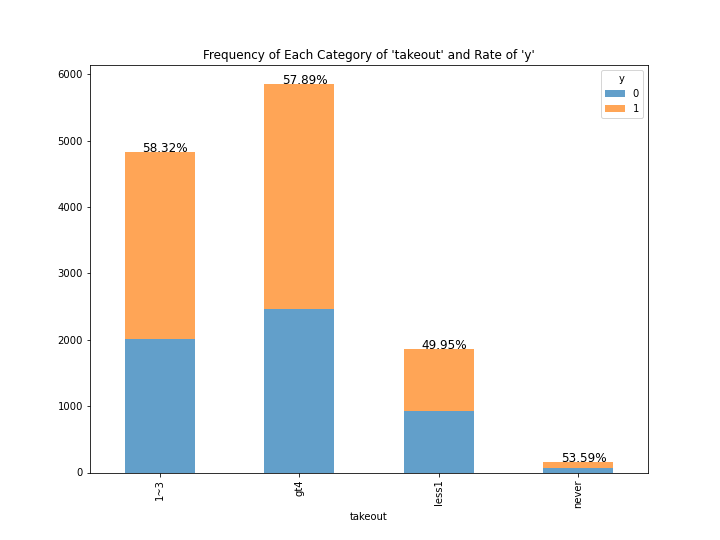 Frequency of Each Category of 'takeout' and Rate of 'y'
6000
5000
4000
3000
2000
1000
0
58.32%
57.89%
49.95%
53.59%
y
0
1
1~3
gt4
less1
never
takeout